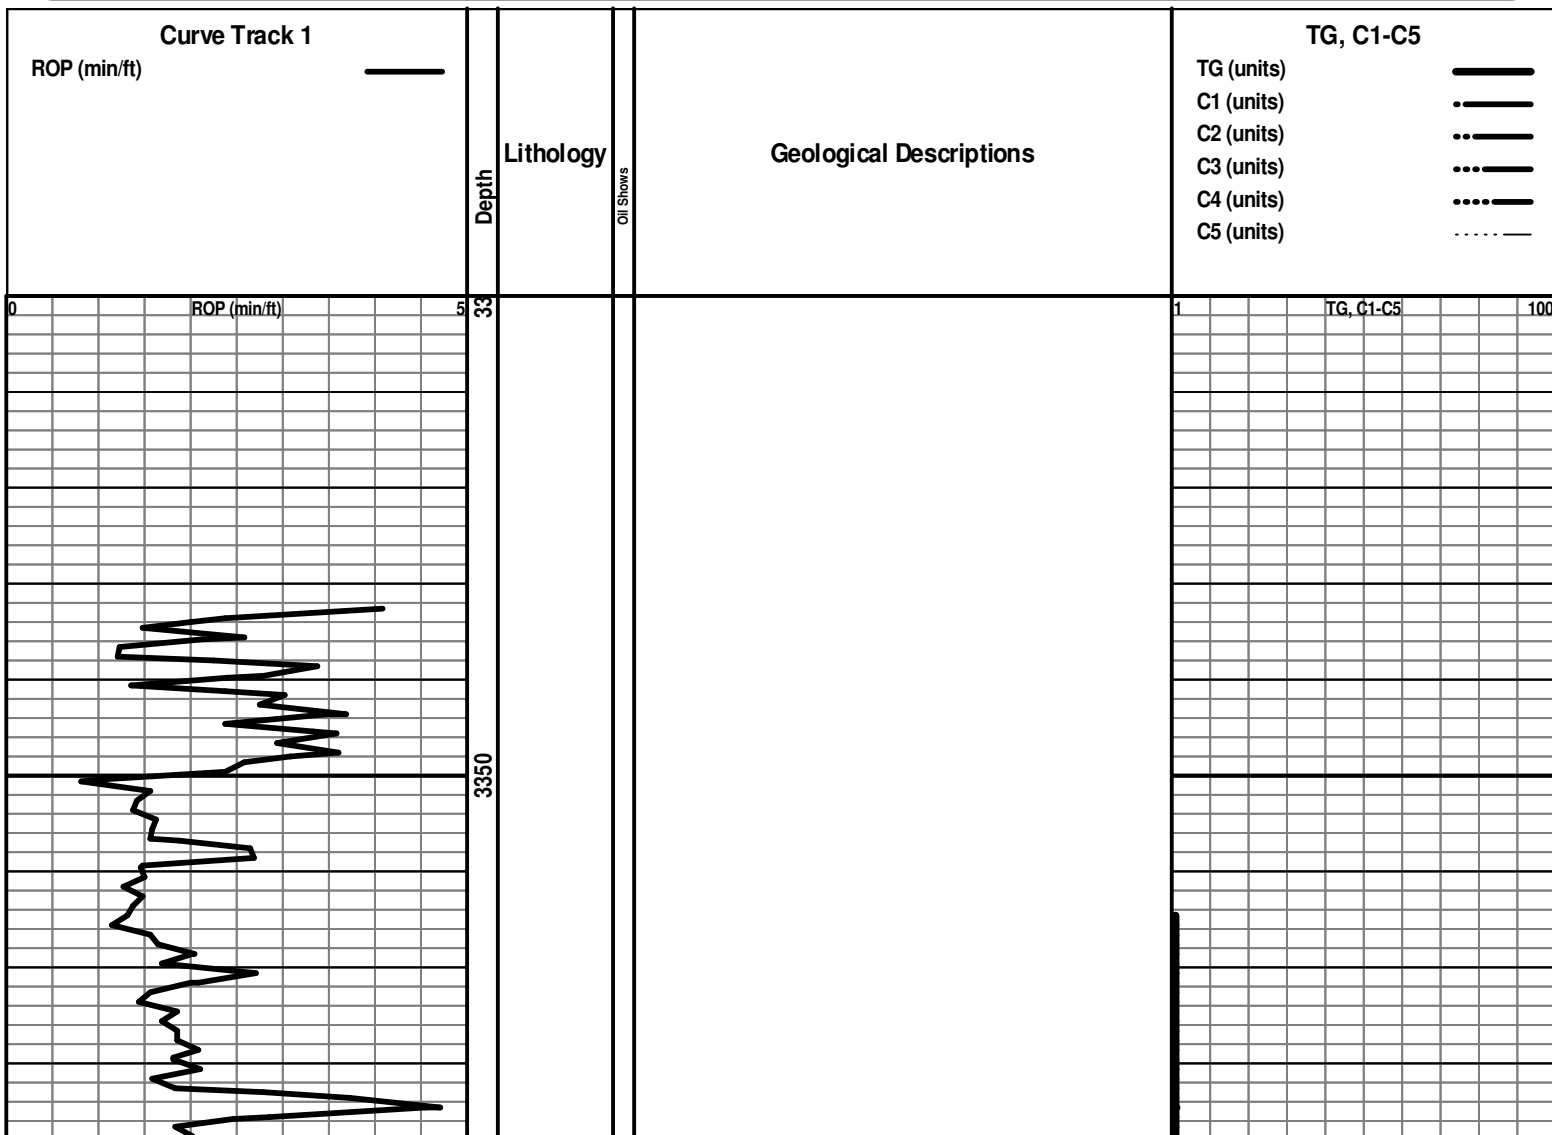 Curve Track 1
ROP (min/ft)
Depth
Lithology
Oil Shows
Geological Descriptions
TG, C1-C5
TG (units)
C1 (units)
C2 (units)
C3 (units)
C4 (units)
C5 (units)
0 ROP (min/ft) 5
33
1 TG, C1-C5 100
3350